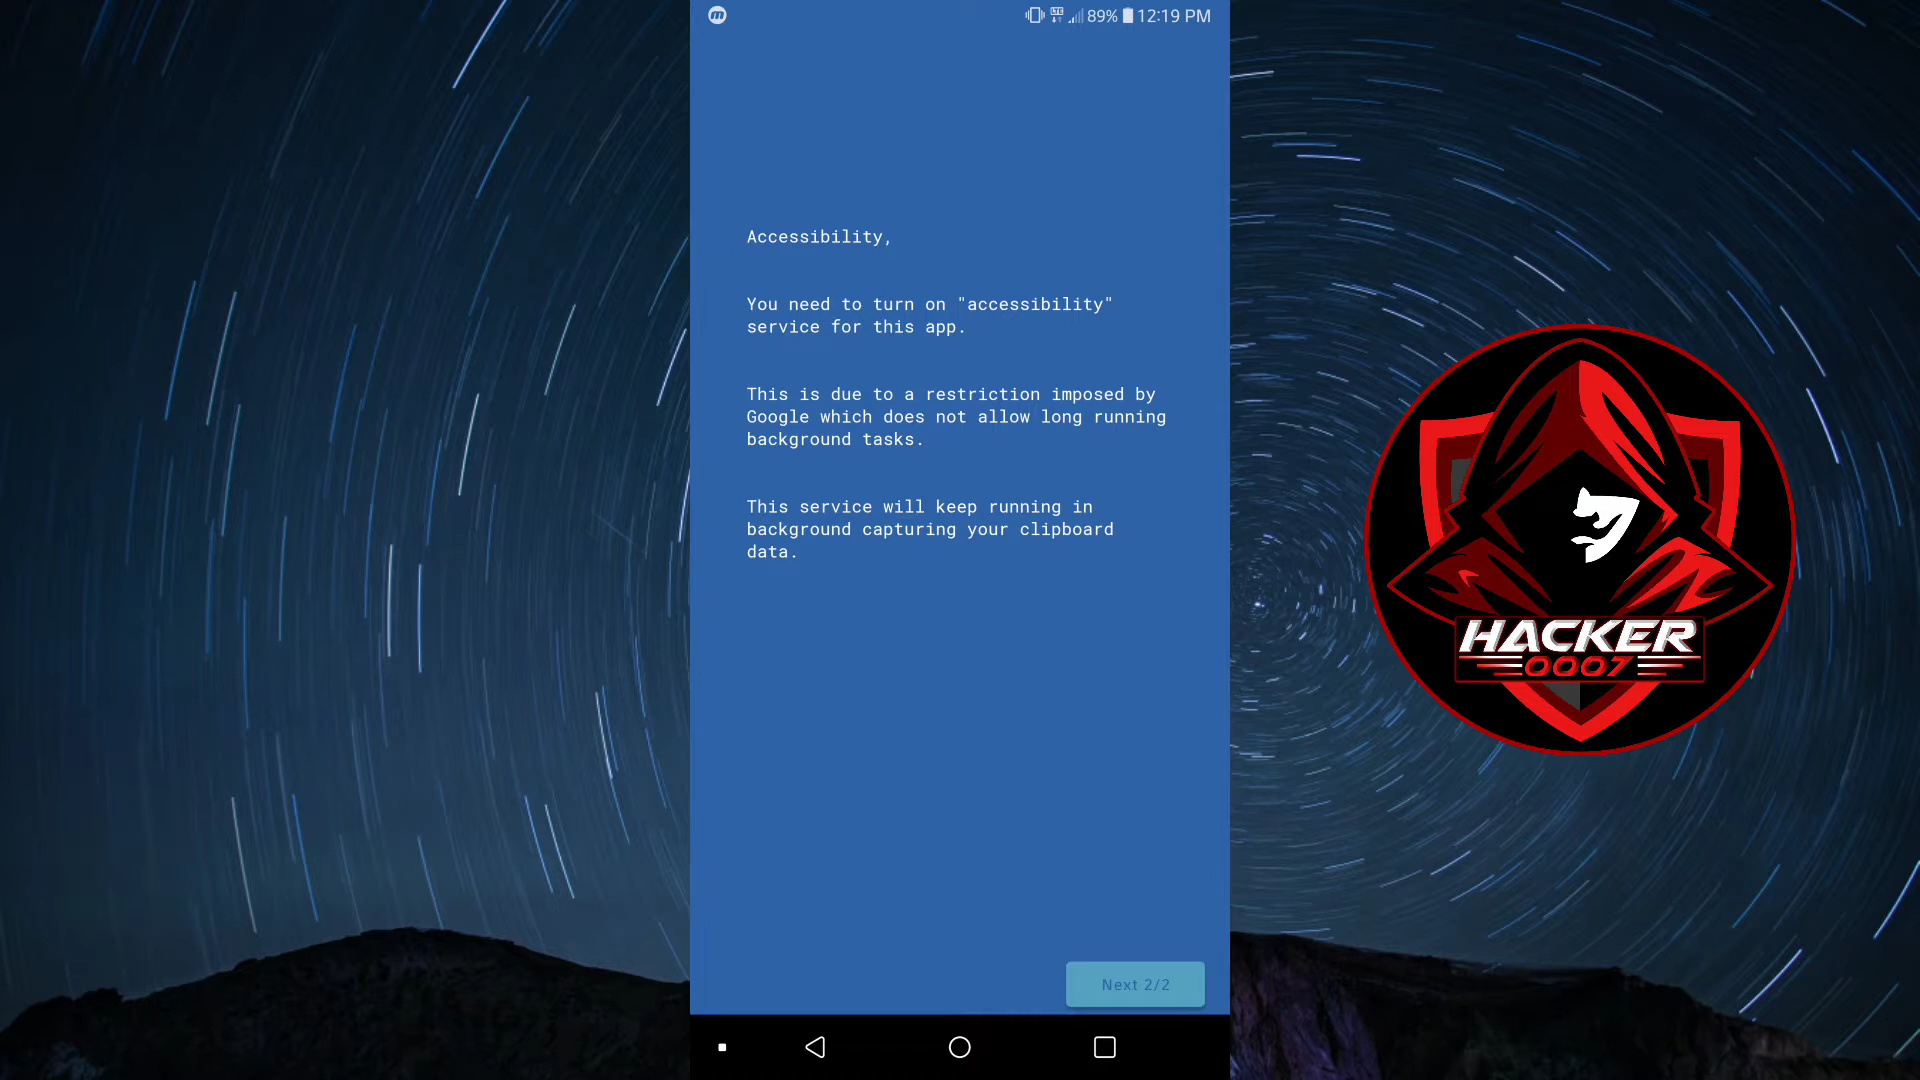 89% 12:19 PM
Accessibility,
You need to turn on "accessibility"
service for this app.
This is due to a restriction imposed by
Google which does not allow long running
background tasks.
This service will keep running in
background capturing your clipboard
data.
Next 2/2
HACKER
0007